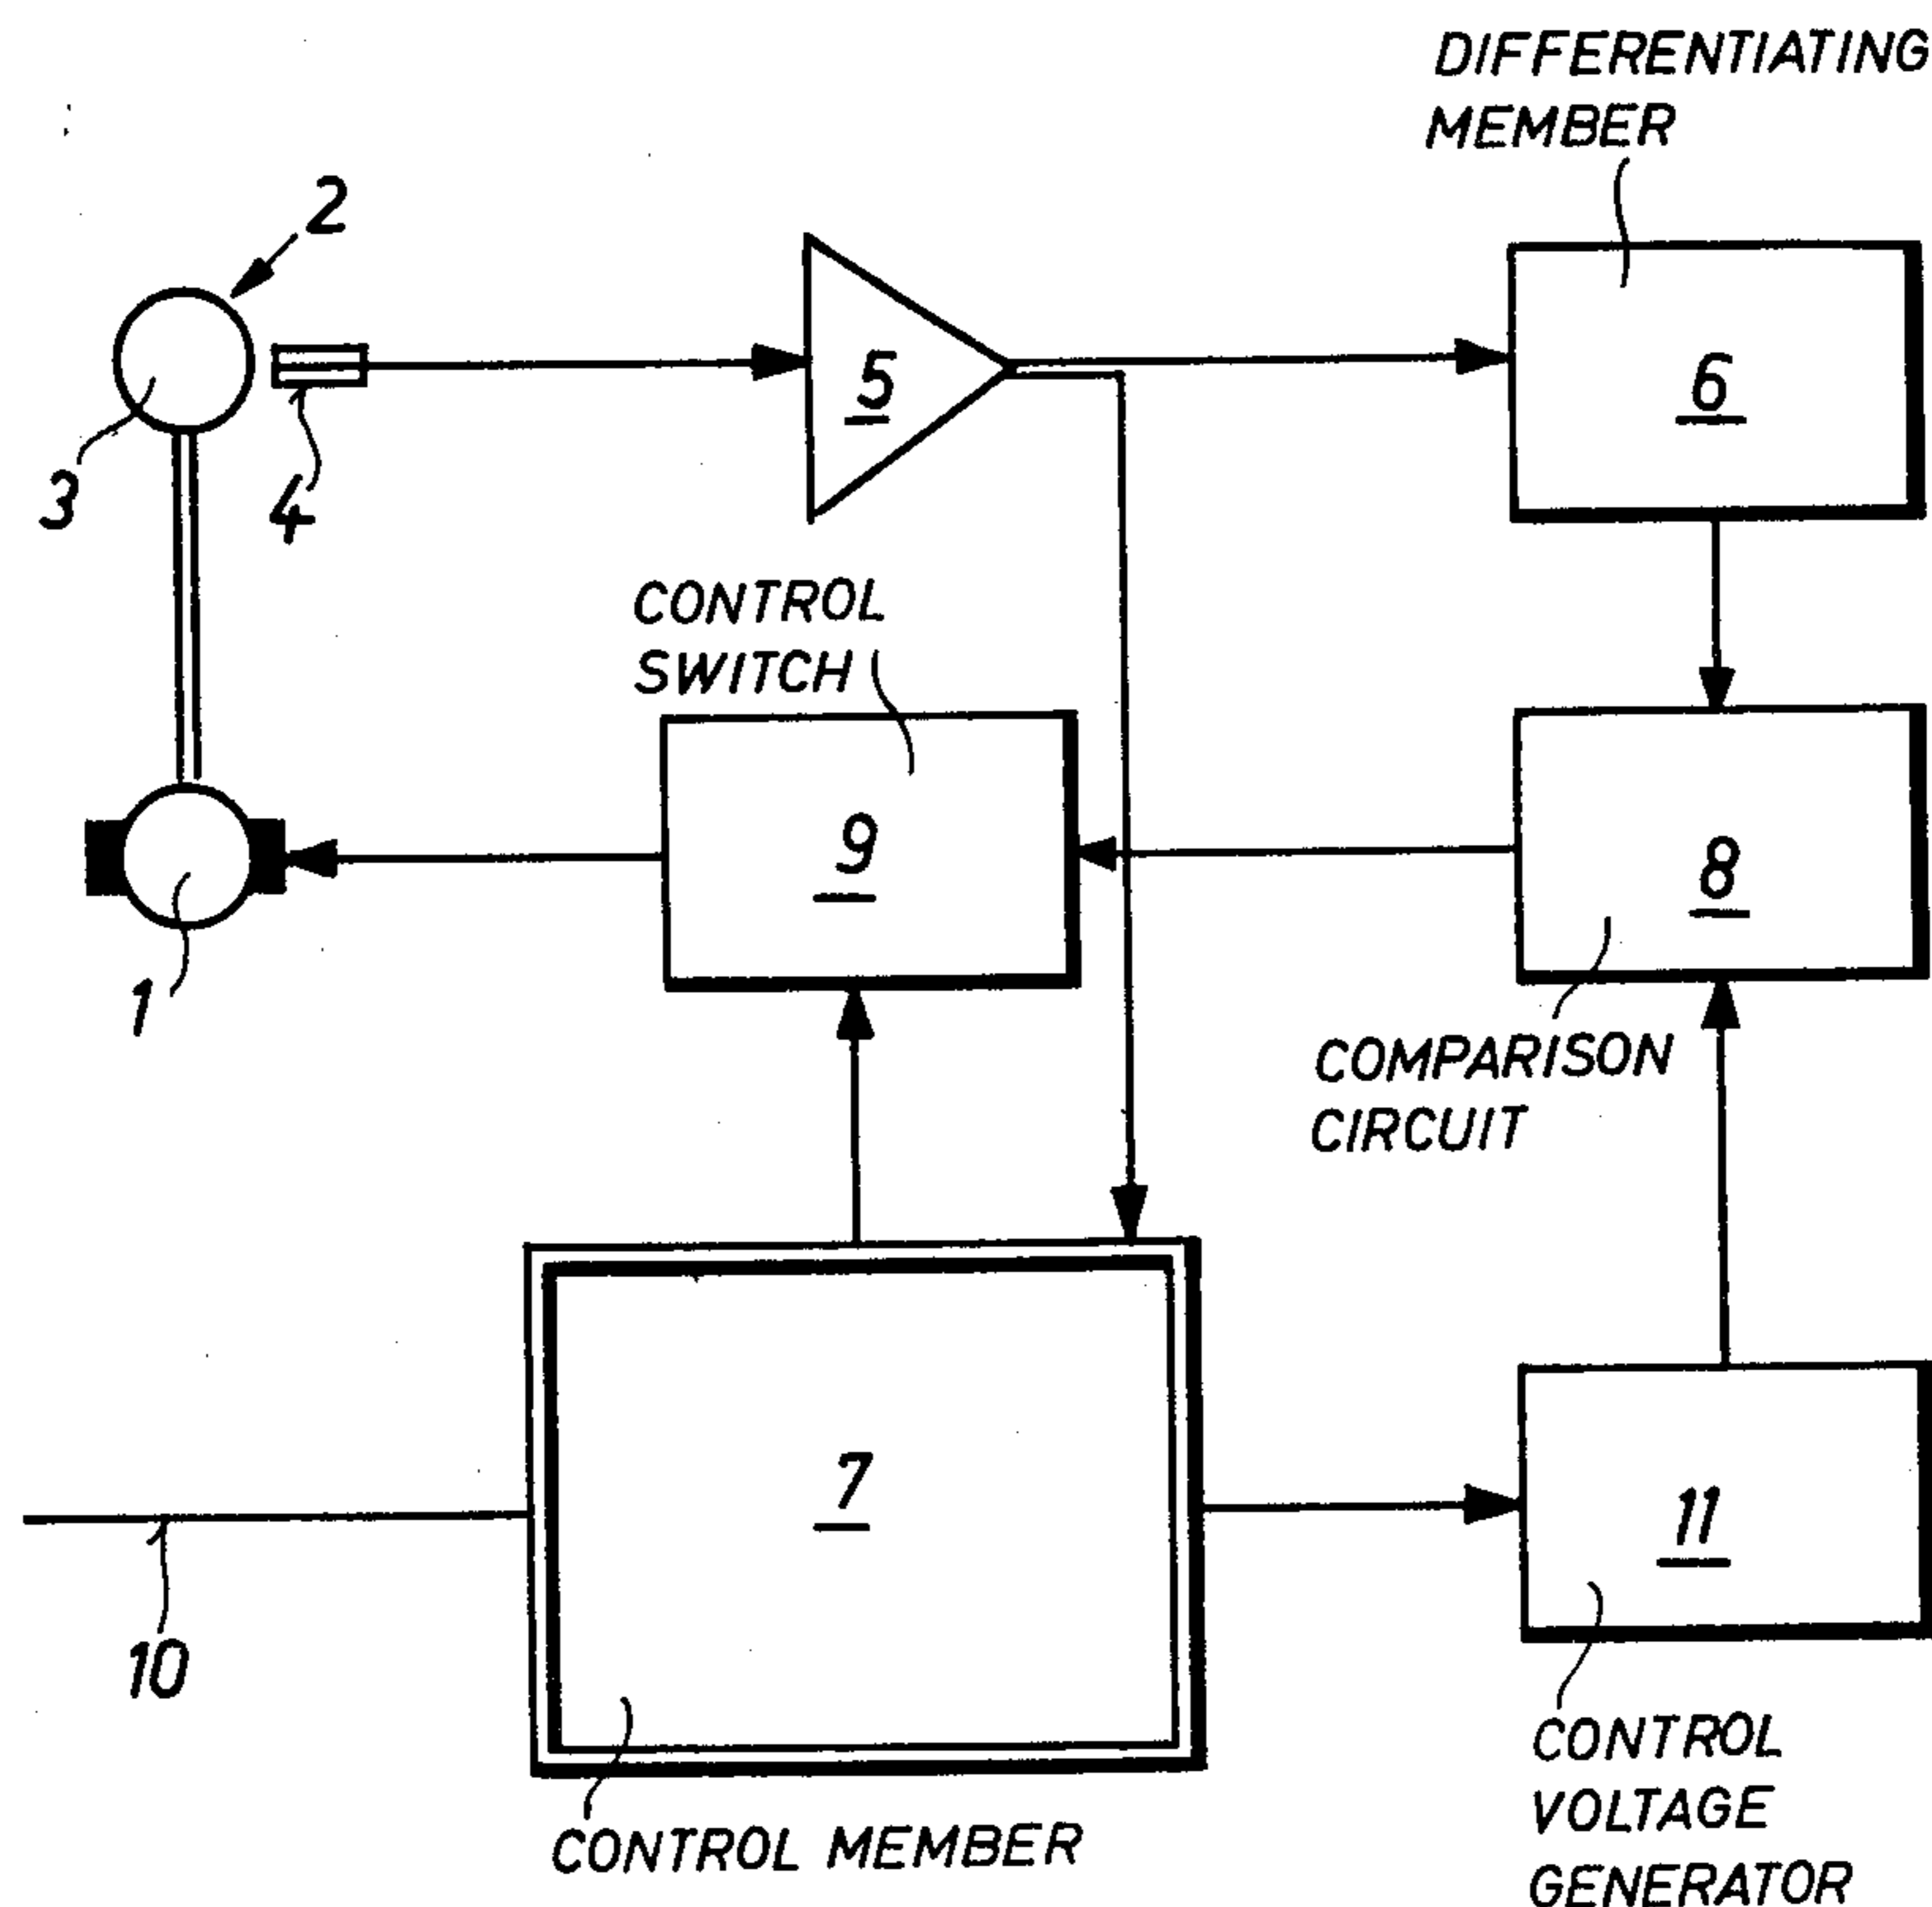 DIFFERENTIATING
MEMBER
2
5
6
3
4
CONTROL
SWITCH
9
8
1
COMPARISON
CIRCUIT
7
11
10
CONTROL MEMBER
CONTROL
VOLTAGE
GENERATOR